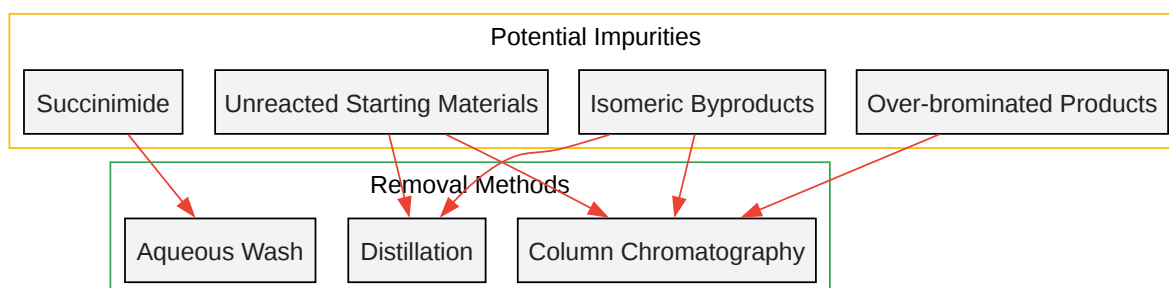 Potential Impurities
Succinimide
Unreacted Starting Materials
Isomeric Byproducts
Over-brominated Products
Removal Methods
Aqueous Wash
Distillation
Column Chromatography